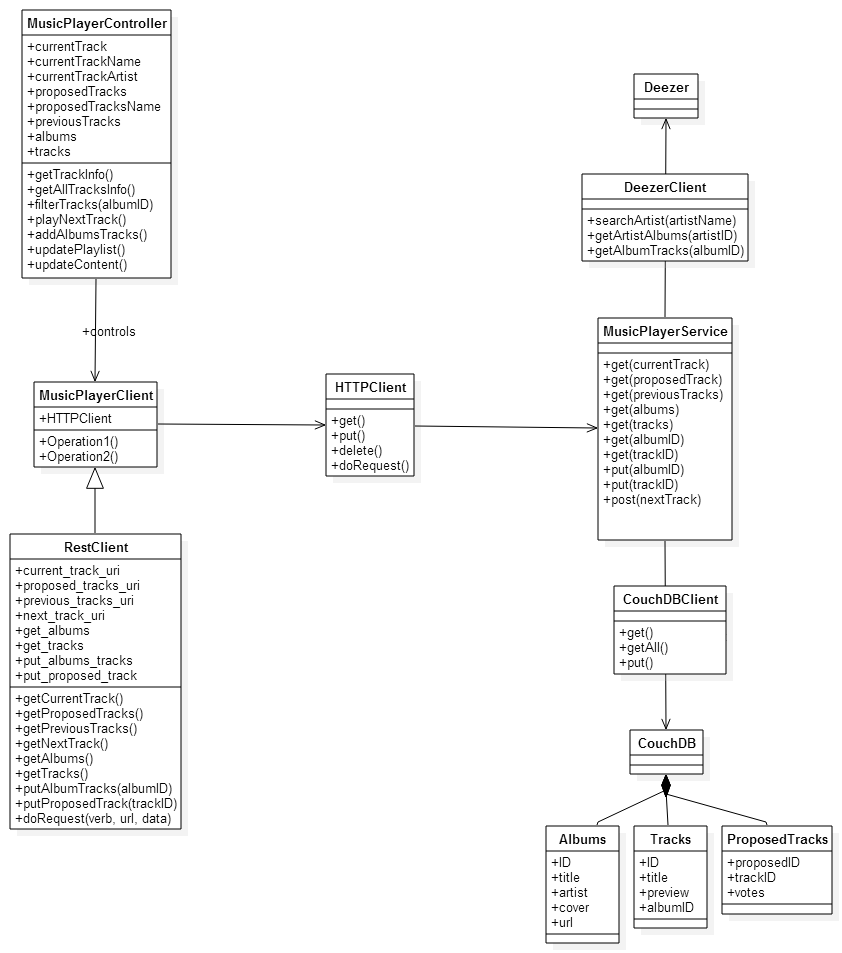 MusicPlayerController
+currentTrack
+currentTrackName
+currentTrackArtist
+proposedTracks
+proposedTracksName
+previousTracks
+albums
+tracks
+getTrackInfo()
+getAllTracksInfo()
+filterTracks(albumID)
+playNextTrack()
+addAlbumsTracks()
+updatePlaylist()
+updateContent()
+controls
MusicPlayerClient
+HTTPClient
+Operation1()
+Operation2()
RestClient
+current_track_uri
+proposed_tracks_uri
+previous_tracks_uri
+next_track_uri
+get_albums
+get_tracks
+put_albums_tracks
+put_proposed_track
+getCurrentTrack()
+getProposedTracks()
+getPreviousTracks()
+getNextTrack()
+getAlbums()
+getTracks()
+putAlbumTracks(albumID)
+putProposedTrack(trackID)
+doRequest(verb, url, data)
HTTPClient
+get()
+put()
+delete()
+doRequest()
Deezer
DeezerClient
+searchArtist(artistName)
+getArtistAlbums(artistID)
+getAlbumTracks(albumID)
MusicPlayerService
+get(currentTrack)
+get(proposedTrack)
+get(previousTracks)
+get(albums)
+get(tracks)
+get(albumID)
+get(trackID)
+put(albumID)
+put(trackID)
+post(nextTrack)
CouchDBClient
+get()
+getAll()
+put()
CouchDB
Albums
+ID
+title
+artist
+cover
+url
Tracks
+ID
+title
+preview
+albumID
ProposedTracks
+proposedID
+trackID
+votes